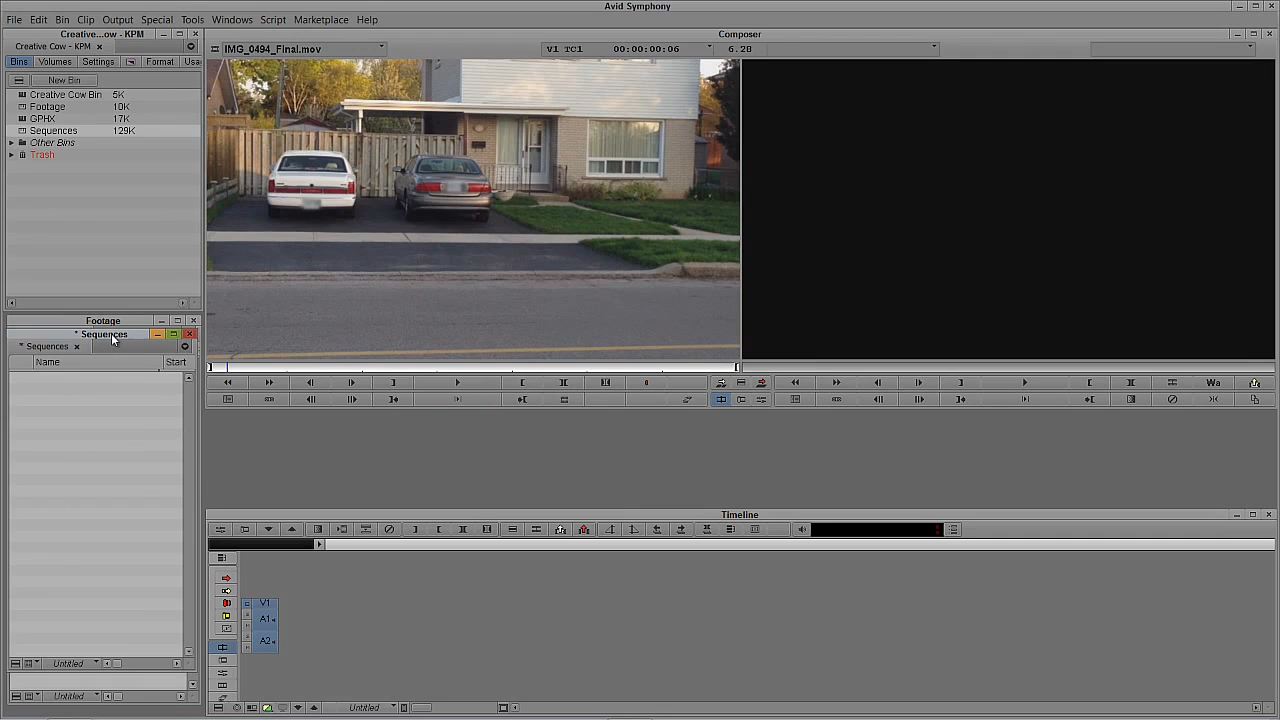 Avid Symphony
File Edit Bin Clip Output Special Tools Windows Script Marketplace Help
Creative...ow - KPM
Composer
Creative Cow - KPM
IMG_0494_Final.mov
V1 TC1 00:00:00:06 6.20
Bins Volumes Settings Format Usa
New Bin
Creative Cow Bin 5K
Footage 10K
GPHX 17K
Sequences 129K
Other Bins
Trash
Footage
* Sequences
* Sequences
Name Start
Wa
Timeline
V1
A1
A2
Untitled
Untitled
Untitled